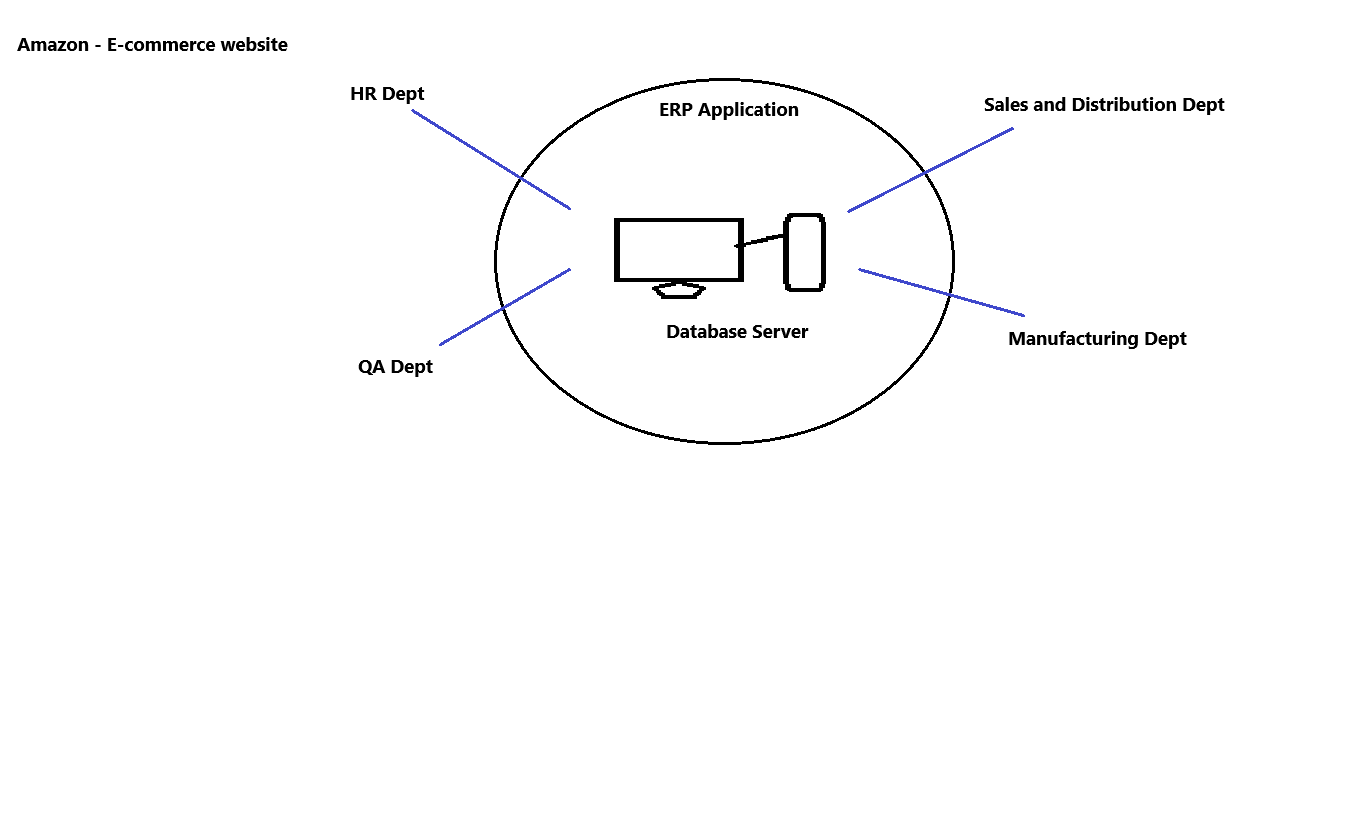 Amazon - E-commerce website
HR Dept
ERP Application
Sales and Distribution Dept
Database Server
QA Dept
Manufacturing Dept